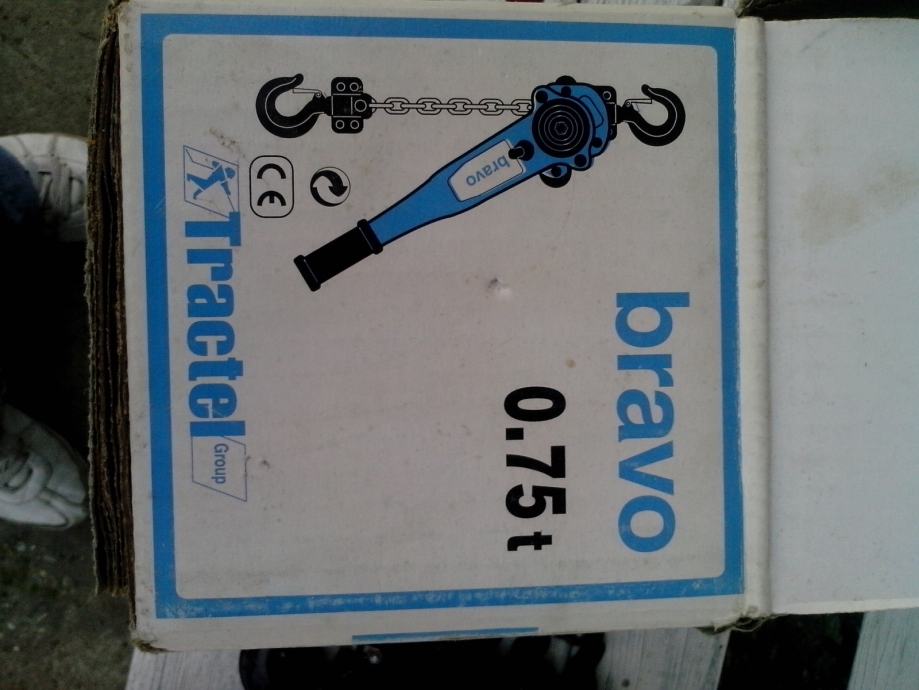 bravo
0.75 t
bravo
CE
Tractel
Group